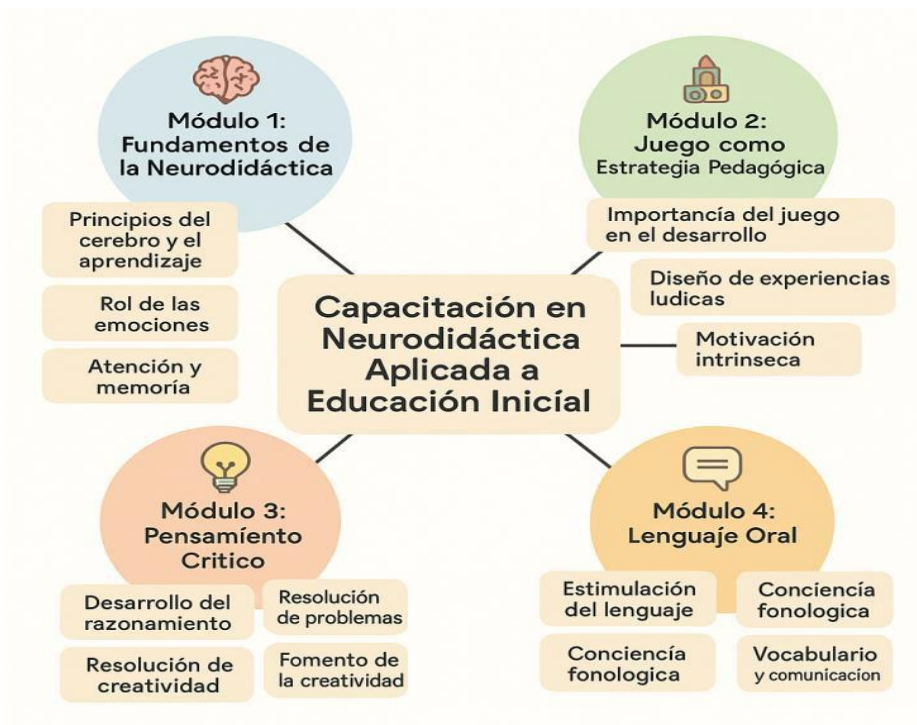 Módulo 1:
Fundamentos de
la Neurodidáctica
Principios del
cerebro y el
aprendizaje
Rol de las
emociones
Atención y
memoría
Módulo 2:
Juego como
Estrategia Pedagógica
Importancía del juego
en el desarrollo
Diseño de experiencias
ludicas
Motivación
intrinseca
Capacitación en
Neurodidáctica
Aplicada a
Educación Inicíal
Módulo 3:
Pensamíento
Critico
Desarrollo del
razonamiento
Resolución
de problemas
Resolución de
creatividad
Fomento de
la creatividad
Módulo 4:
Lenguaje Oral
Estimulación
del lenguaje
Conciencía
fonologica
Conciencía
fonologica
Vocabulario
y comunicacion